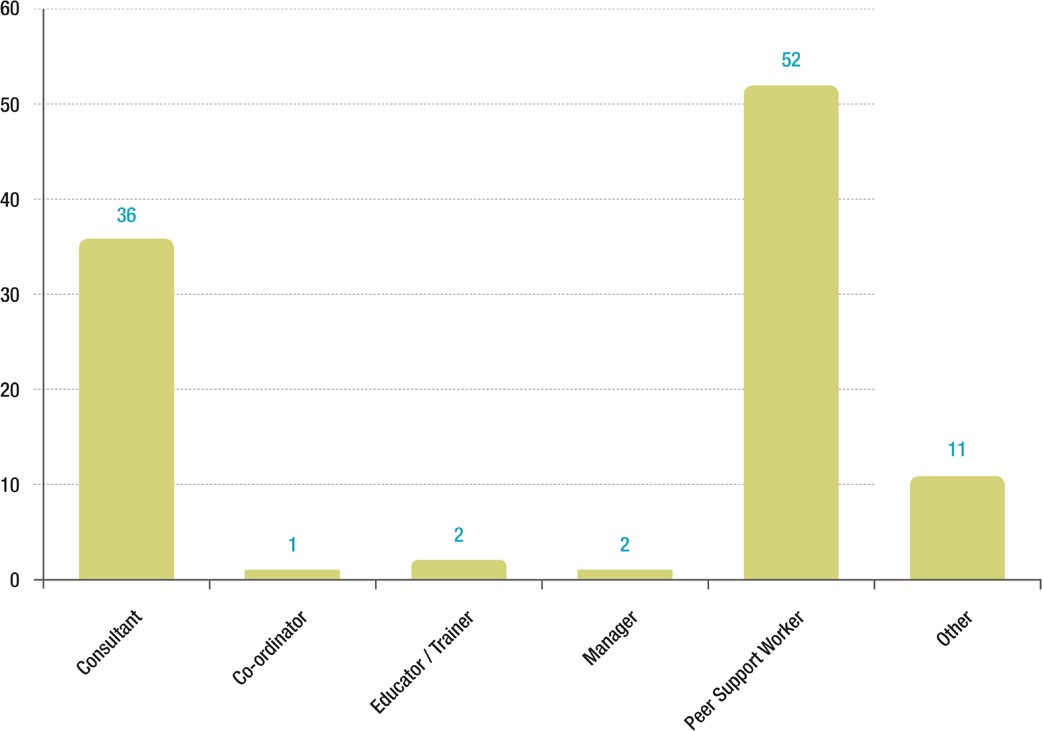 60
50
40
30
20
10
0
36
1
2
2
52
11
Consultant
Co-ordinator
Educator / Trainer
Manager
Peer Support Worker
Other